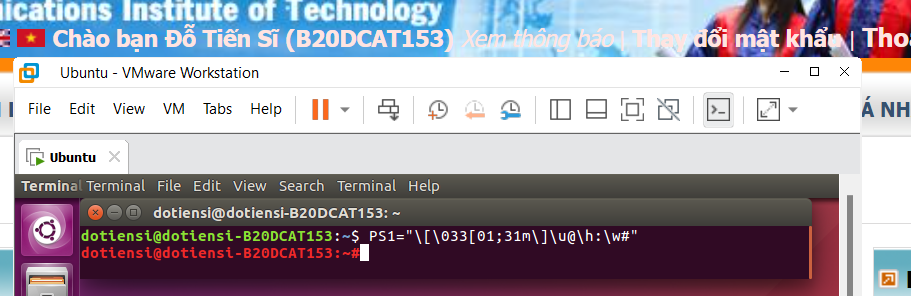 ications Institute of Technology
Chào bạn Đỗ Tiến Sĩ (B20DCAT153) Xem thông báo | Thay đổi mật khẩu | Thoá
Ubuntu - VMware Workstation
File Edit View VM Tabs Help
Á NH
Ubuntu
Terminal Terminal File Edit View Search Terminal Help
dotiensi@dotiensi-B20DCAT153: ~
dotiensi@dotiensi-B20DCAT153:~$ PS1="\[\033[01;31m\]\u@\h:\w#"
dotiensi@dotiensi-B20DCAT153:~#